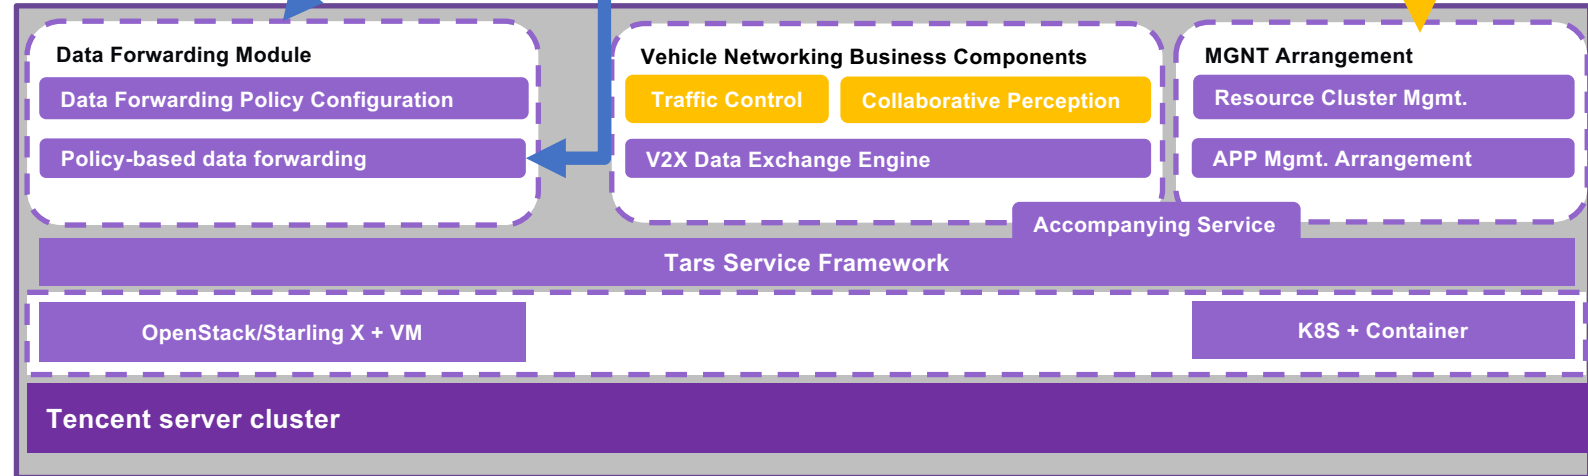 Data Forwarding Module
Data Forwarding Policy Configuration
Policy-based data forwarding
Vehicle Networking Business Components
Traffic Control
Collaborative Perception
V2X Data Exchange Engine
MGNT Arrangement
Resource Cluster Mgmt.
APP Mgmt. Arrangement
Accompanying Service
Tars Service Framework
OpenStack/Starling X + VM
K8S + Container
Tencent server cluster